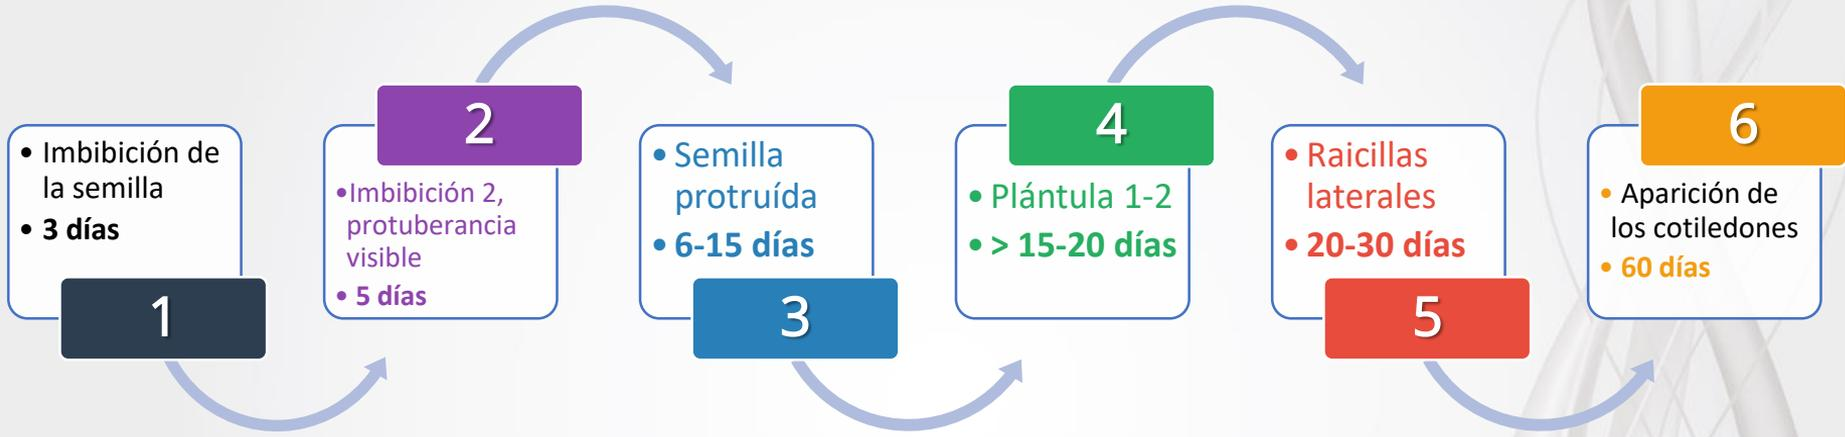 1
• Imbibición de
la semilla
• 3 días
2
•Imbibición 2,
protuberancia
visible
• 5 días
3
• Semilla
protruída
• 6-15 días
4
• Plántula 1-2
• > 15-20 días
5
• Raicillas
laterales
• 20-30 días
6
• Aparición de
los cotiledones
• 60 días